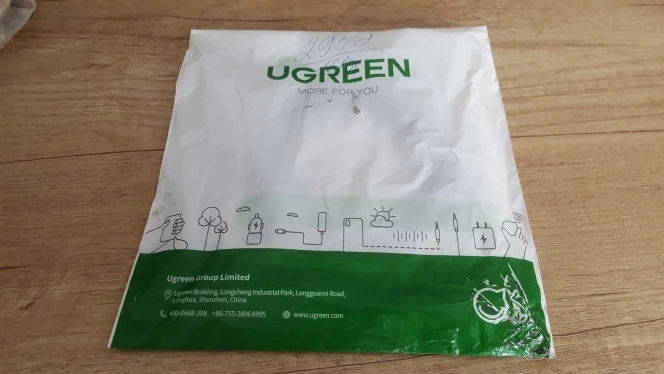 UGREEN
MORE FOR YOU
Ugreen Group Limited
Ugreen Building, Longcheng Industrial Park, Longguanxi Road,
Longhua, Shenzhen, China
400-0668-398 +86-755-2806 6995
www.ugreen.com